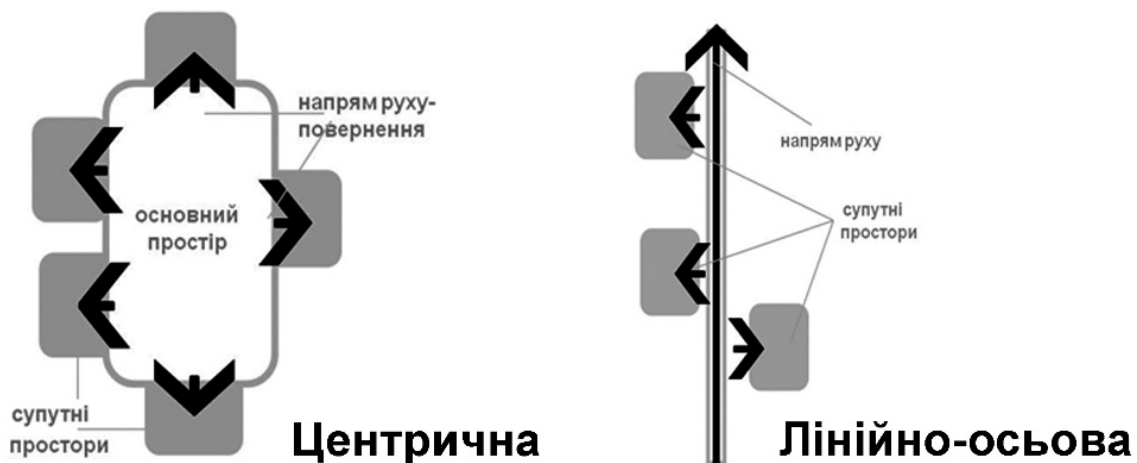 напрям руху-
повернення
основний
простір
супутні
простори
Центрична
напрям руху
супутні
простори
Лінійно-осьова